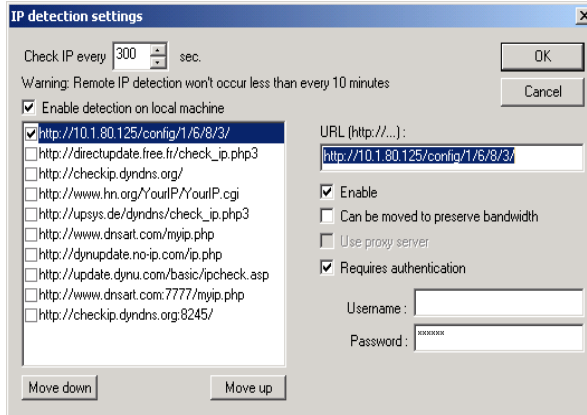 IP detection settings
Check IP every 300 sec.
OK
Warning: Remote IP detection won't occur less than every 10 minutes
Cancel
Enable detection on local machine
http://10.1.80.125/config/1/6/8/3/
http://directupdate.free.fr/check_ip.php3
http://checkip.dyndns.org/
http://www.hn.org/YourIP/YourIP.cgi
http://upsys.de/dyndns/check_ip.php3
http://www.dnsart.com/myip.php
http://dynupdate.no-ip.com/ip.php
http://update.dynu.com/basic/ipcheck.asp
http://www.dnsart.com:7777/myip.php
http://checkip.dyndns.org:8245/
Move down
Move up
URL (http://...) :
http://10.1.80.125/config/1/6/8/3/
Enable
Can be moved to preserve bandwidth
Use proxy server
Requires authentication
Username :
Password : xxxxxx